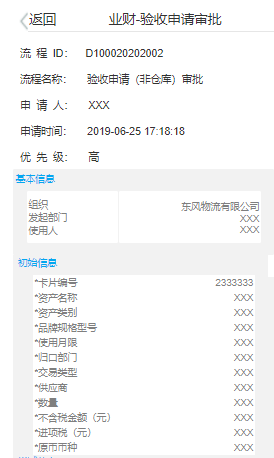 返回 业财-验收申请审批
流 程 ID: D100020202002
流程名称: 验收申请（非仓库）审批
申 请 人: XXX
申请时间: 2019-06-25 17:18:18
优 先 级: 高
基本信息
组织 东风物流有限公司
发起部门 XXX
使用人 XXX
初始信息
*卡片编号 2333333
*资产名称 XXX
*资产类别 XXX
*品牌规格型号 XXX
*使用月限 XXX
*归口部门 XXX
*交易类型 XXX
*供应商 XXX
*数量 XXX
*不含税金额（元） XXX
*进项税（元） XXX
*原币币种 XXX